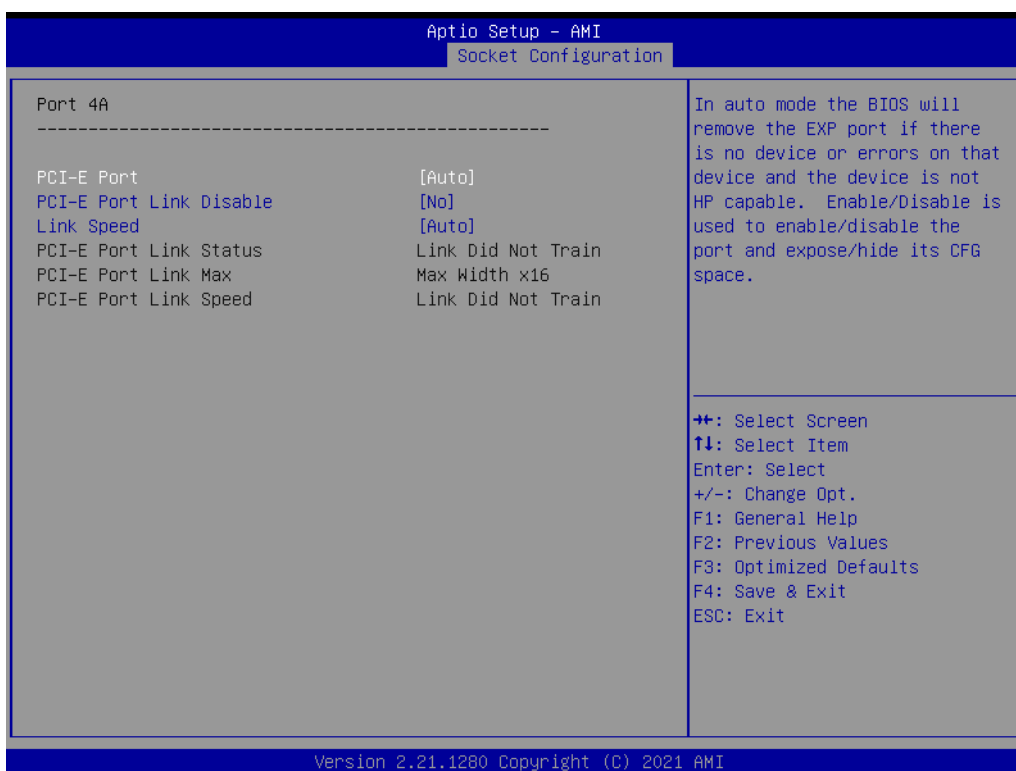 Aptio Setup – AMI
Socket Configuration
Port 4A
--------------------------------------------------
PCI-E Port [Auto]
PCI-E Port Link Disable [No]
Link Speed [Auto]
PCI-E Port Link Status Link Did Not Train
PCI-E Port Link Max Max Width x16
PCI-E Port Link Speed Link Did Not Train
In auto mode the BIOS will
remove the EXP port if there
is no device or errors on that
device and the device is not
HP capable.  Enable/Disable is
used to enable/disable the
port and expose/hide its CFG
space.
→←: Select Screen
↑↓: Select Item
Enter: Select
+/-: Change Opt.
F1: General Help
F2: Previous Values
F3: Optimized Defaults
F4: Save & Exit
ESC: Exit
Version 2.21.1280 Copyright (C) 2021 AMI